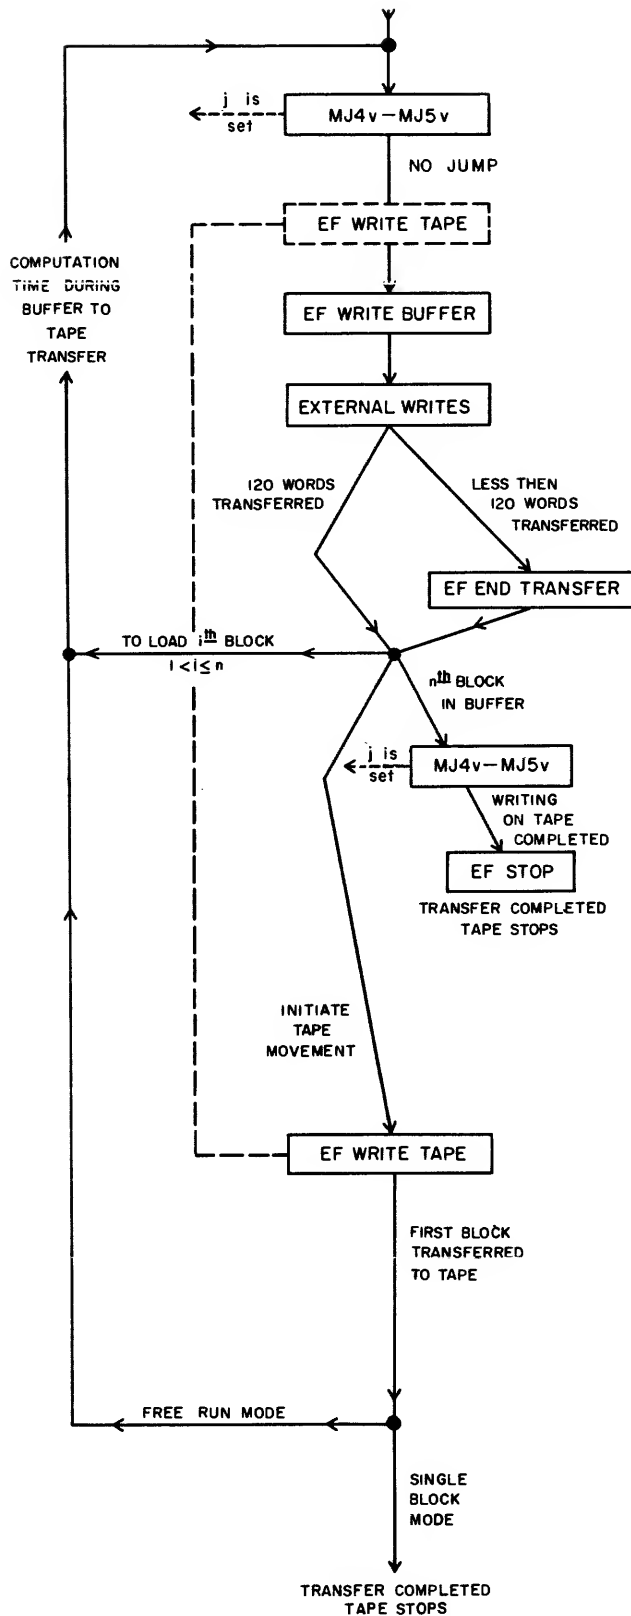 j is
set
MJ4v—MJ5v
NO JUMP
EF WRITE TAPE
COMPUTATION
TIME DURING
BUFFER TO
TAPE
TRANSFER
EF WRITE BUFFER
EXTERNAL WRITES
120 WORDS
TRANSFERRED
LESS THEN
120 WORDS
TRANSFERRED
EF END TRANSFER
TO LOAD ith BLOCK
1 < i ≤ n
nth BLOCK
IN BUFFER
j is
set
MJ4v—MJ5v
WRITING
ON TAPE
COMPLETED
EF STOP
TRANSFER COMPLETED
TAPE STOPS
INITIATE
TAPE
MOVEMENT
EF WRITE TAPE
FIRST BLOCK
TRANSFERRED
TO TAPE
FREE RUN MODE
SINGLE
BLOCK
MODE
TRANSFER COMPLETED
TAPE STOPS